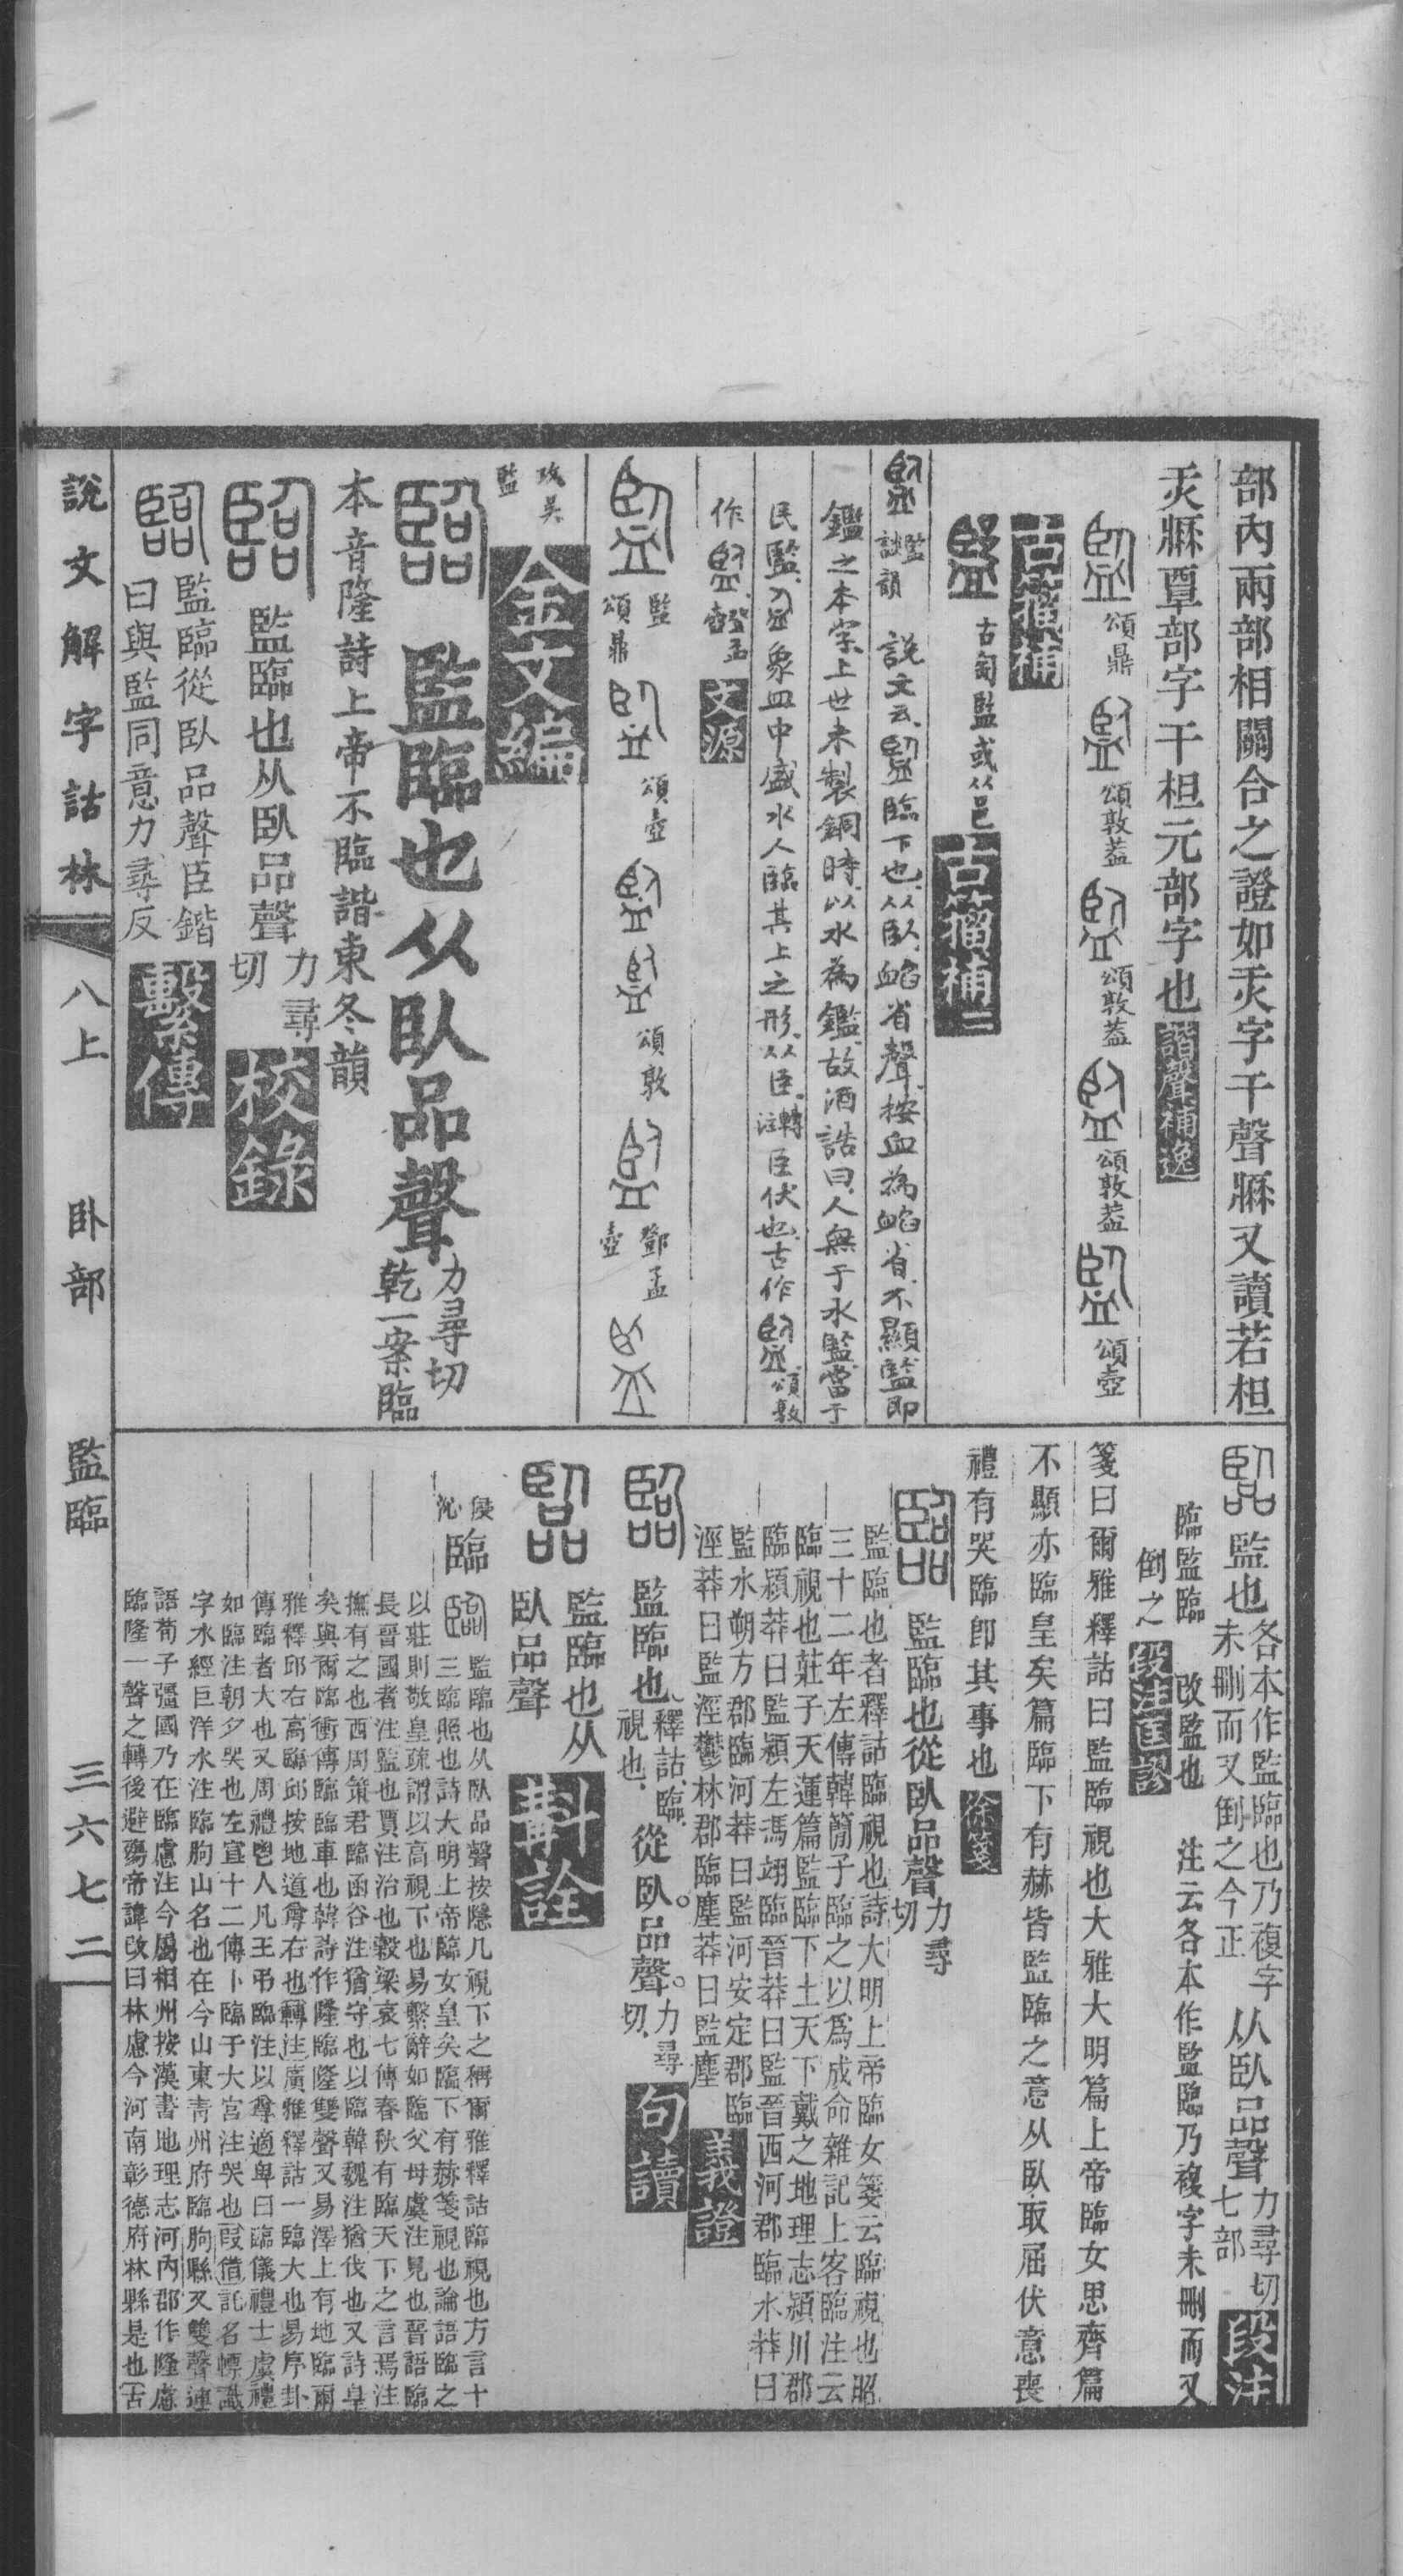 部內兩部相關合之證如炗字干聲㾕又讀若桓
炗㾕覃部字干桓元部字也 諧聲補逸
頌鼎 頌敦蓋 頌敦蓋 頌敦蓋 頌壺
古籀補
古匋監或从邑 古籀補二
監 談韻 說文云臨下也从臥䘓省聲按血為䘓省不顯監即
鑑之本字上世未製銅時以水為鑑故酒誥曰人無于水監當于
民監象皿中盛水人臨其上之形从臣轉注臣伏也古作 頌敦
作 鄧孟壺 文源
監 頌鼎 頌壺 頌敦 鄧孟壺
攻吴監 金文編
監臨也从臥品聲 力尋切 乾一案臨
本音隆詩上帝不臨諧東冬韻
監臨也从臥品聲 力尋切 校錄
監臨從臥品聲臣鍇
曰與監同意力尋反 繫傳
監也 各本作監臨也乃複字未刪而又倒之今正 从臥品聲 力尋切七部 段注
臨監臨 改監也 注云各本作監臨乃複字未刪而又
倒之 段注匡謬
箋曰爾雅釋詁曰監臨視也大雅大明篇上帝臨女思齊篇
不顯亦臨皇矣篇臨下有赫皆監臨之意从臥取屈伏意喪
禮有哭臨即其事也 徐箋
監臨也從臥品聲 力尋切
監臨也者釋詁臨視也詩大明上帝臨女箋云臨視也昭
三十二年左傳韓簡子臨之以爲成命雜記上客臨注云
臨視也莊子天運篇監臨下土天下戴之地理志潁川郡
臨潁莽曰監潁左馮翊臨晉莽曰監晉西河郡臨水莽曰
監水朔方郡臨河莽曰監河安定郡臨
涇莽曰監涇鬱林郡臨塵莽曰監塵 義證
監臨也 釋詁臨視也 從臥品聲 力尋切 句讀
監臨也从
臥品聲 斠詮
侵 沁 臨 監臨也从臥品聲按隱几視下之稱爾雅釋詁臨視也方言十
三臨照也詩大明上帝臨女皇矣臨下有赫箋視也論語臨之
以莊則敬皇疏謂以高視下也易繫辭如臨父母虞注見也晉語臨
長晉國者注監也賈注治也穀梁哀七傳春秋有臨天下之言焉注
撫有之也西周策君臨函谷注猶守也以臨韓魏注猶伐也又詩皇
矣與爾臨衝傳臨臨車也韓詩作隆臨隆雙聲又易澤上有地臨爾
雅釋邱右高臨邱按地道尊右也 轉注 廣雅釋詁一臨大也易序卦
傳臨者大也又周禮鬯人凡王弔臨注以尊適卑曰臨儀禮士虞禮
如臨注朝夕哭也左宣十二傳卜臨于大宮注哭也 叚借 託名幖識
字水經巨洋水注臨朐山名也在今山東青州府臨朐縣又雙聲連
語荀子彊國乃在臨慮注今屬相州按漢書地理志河內郡作隆慮
臨隆一聲之轉後避殤帝諱改曰林慮今河南彰德府林縣是也 古
說文解字詁林 八上 臥部 監臨 三六七二